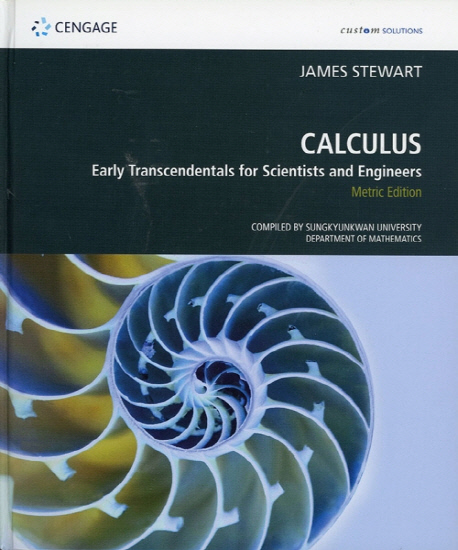 CENGAGE
custom SOLUTIONS
JAMES STEWART
CALCULUS
Early Transcendentals for Scientists and Engineers
Metric Edition
COMPILED BY SUNGKYUNKWAN UNIVERSITY
DEPARTMENT OF MATHEMATICS